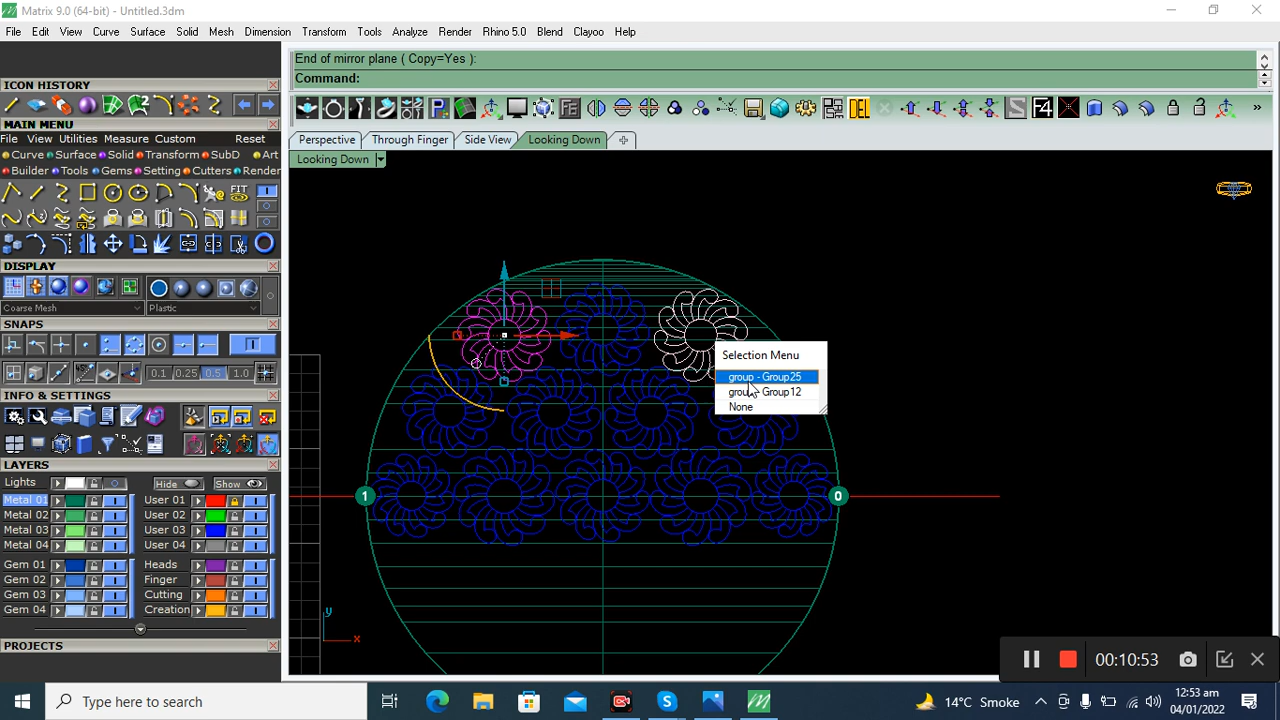 Matrix 9.0 (64-bit) - Untitled.3dm
File Edit View Curve Surface Solid Mesh Dimension Transform Tools Analyze Render Rhino 5.0 Blend Clayoo Help
End of mirror plane ( Copy=Yes ):
Command:
ICON HISTORY
MAIN MENU
File View Utilities Measure Custom Reset
Curve Surface Solid Transform SubD Art
Builder Tools Gems Setting Cutters Render
FIT
DISPLAY
Coarse Mesh Plastic
SNAPS
0.1 0.25 0.5 1.0
INFO & SETTINGS
LAYERS
Lights Hide Show
Metal 01 User 01
Metal 02 User 02
Metal 03 User 03
Metal 04 User 04
Gem 01 Heads
Gem 02 Finger
Gem 03 Cutting
Gem 04 Creation
PROJECTS
F4
DEL
Perspective Through Finger Side View Looking Down
Looking Down
Selection Menu
group - Group25
group - Group12
None
1
0
y
x
00:10:53
Type here to search
14°C Smoke
12:53 am
04/01/2022